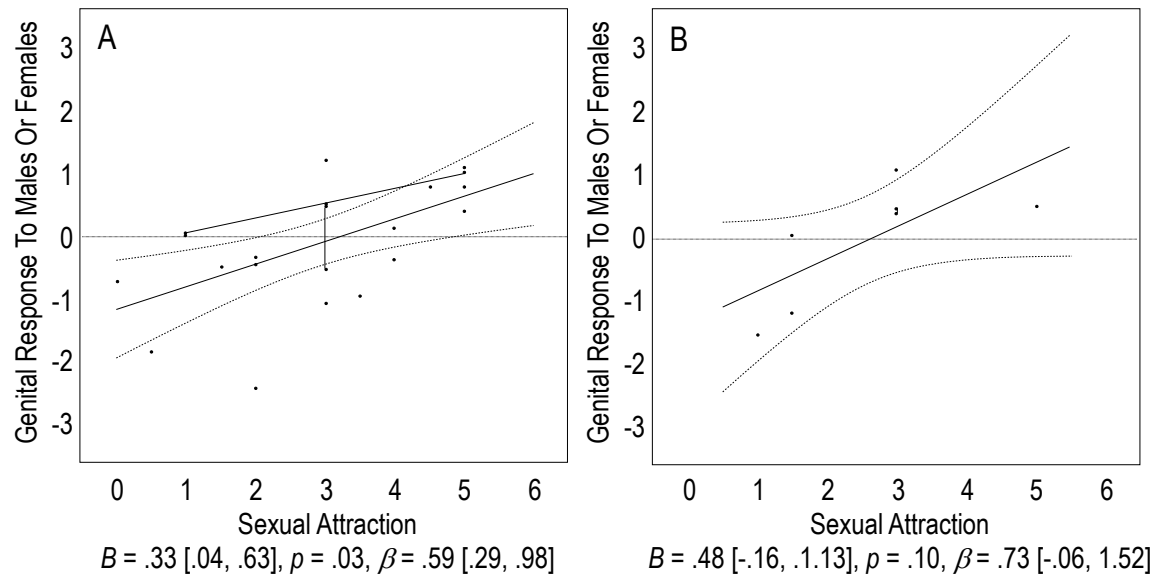 A
Genital Response To Males Or Females
3
2
1
0
-1
-2
-3
0 1 2 3 4 5 6
Sexual Attraction
B = .33 [.04, .63], p = .03, β = .59 [.29, .98]
B
Genital Response To Males Or Females
3
2
1
0
-1
-2
-3
0 1 2 3 4 5 6
Sexual Attraction
B = .48 [-.16, .1.13], p = .10, β = .73 [-.06, 1.52]